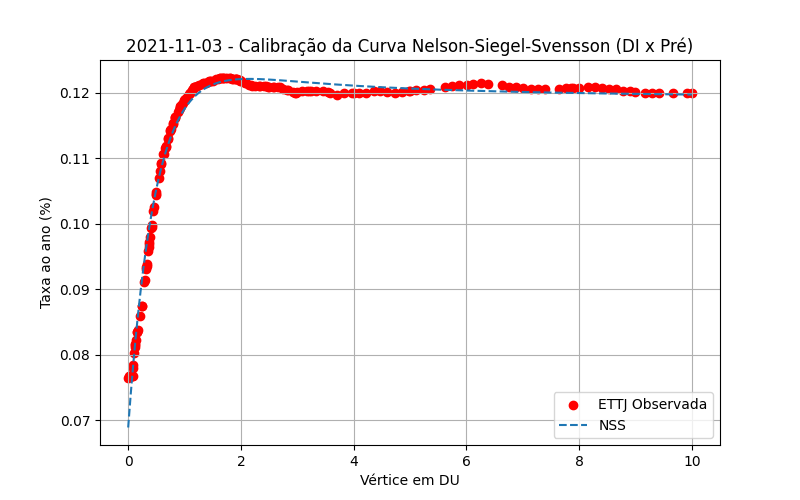 2021-11-03 - Calibração da Curva Nelson-Siegel-Svensson (DI x Pré)
Taxa ao ano (%)
0.12
0.11
0.10
0.09
0.08
0.07
ETTJ Observada
NSS
0 2 4 6 8 10
Vértice em DU